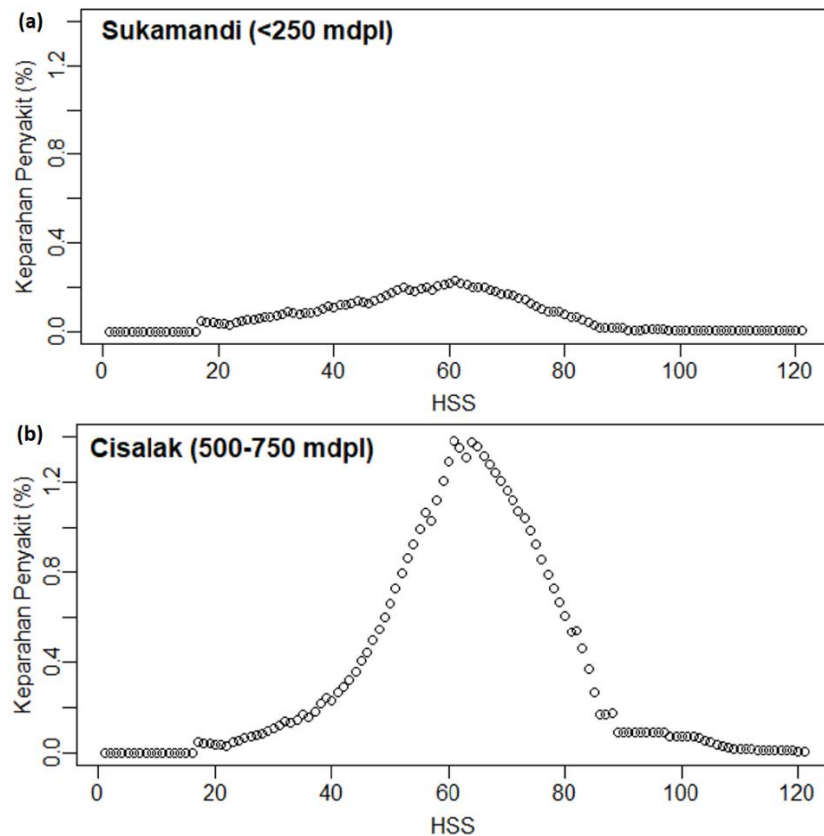 (a)
Sukamandi (<250 mdpl)
Keparahan Penyakit (%)
0.0 0.4 0.8 1.2
0 20 40 60 80 100 120
HSS
(b)
Cisalak (500-750 mdpl)
Keparahan Penyakit (%)
0.0 0.4 0.8 1.2
0 20 40 60 80 100 120
HSS